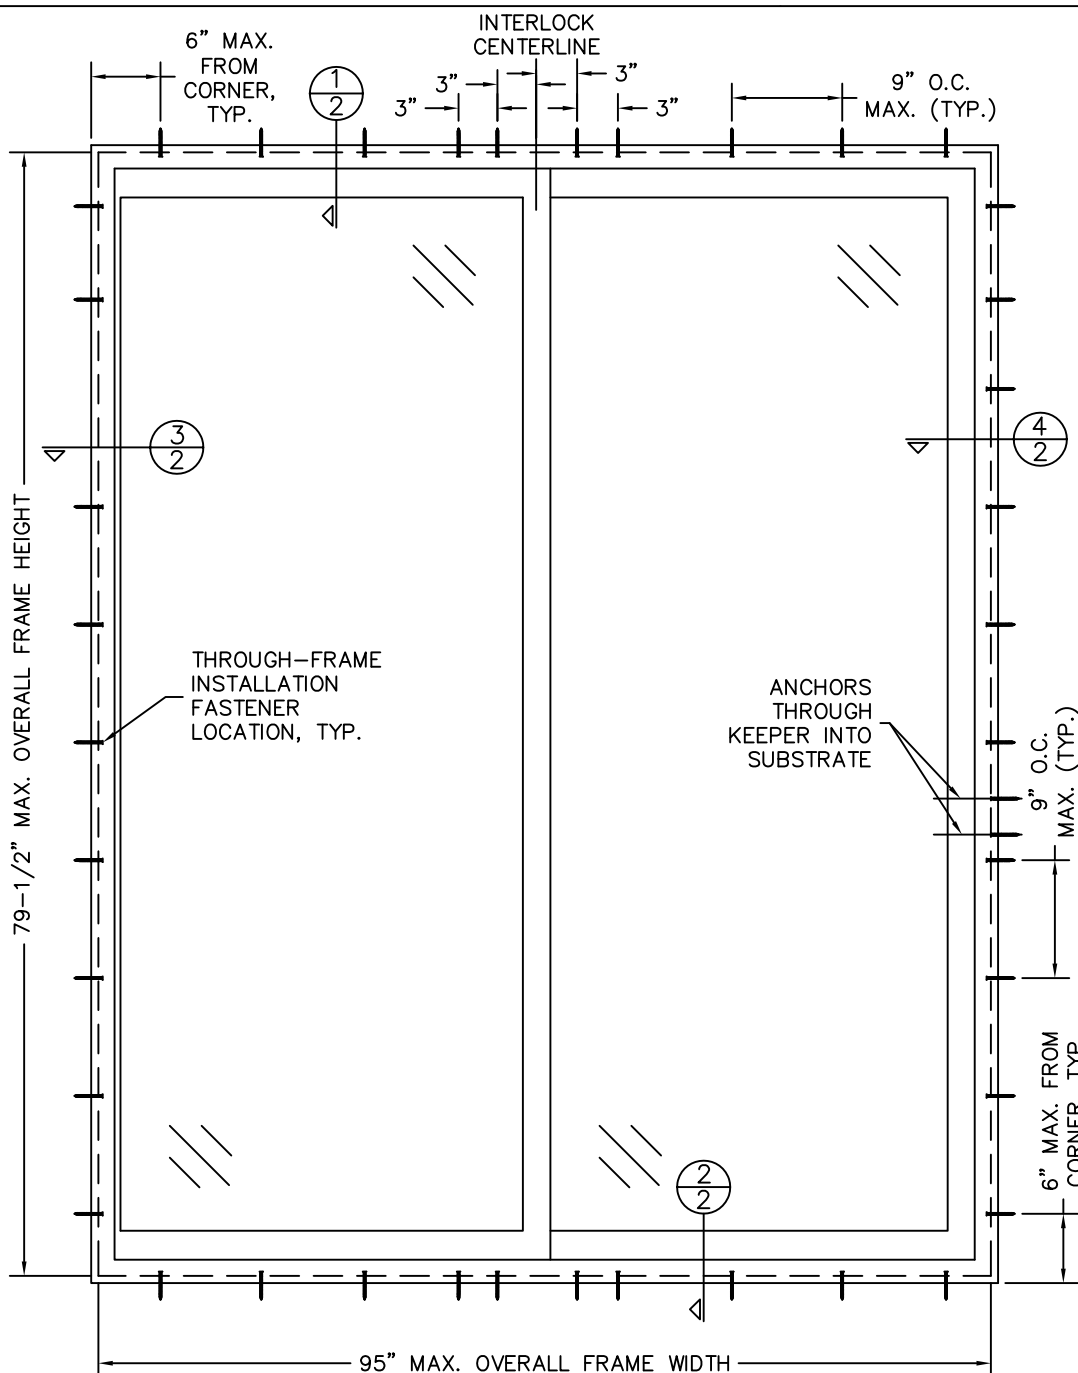 INTERLOCK
CENTERLINE
6” MAX.
FROM
CORNER,
TYP.
1
2
3”
3”
3”
3”
9” O.C.
MAX. (TYP.)
3
2
4
2
79-1/2” MAX. OVERALL FRAME HEIGHT
THROUGH-FRAME
INSTALLATION
FASTENER
LOCATION, TYP.
ANCHORS
THROUGH
KEEPER INTO
SUBSTRATE
9” O.C.
MAX. (TYP.)
6” MAX. FROM
CORNER, TYP.
2
2
95” MAX. OVERALL FRAME WIDTH